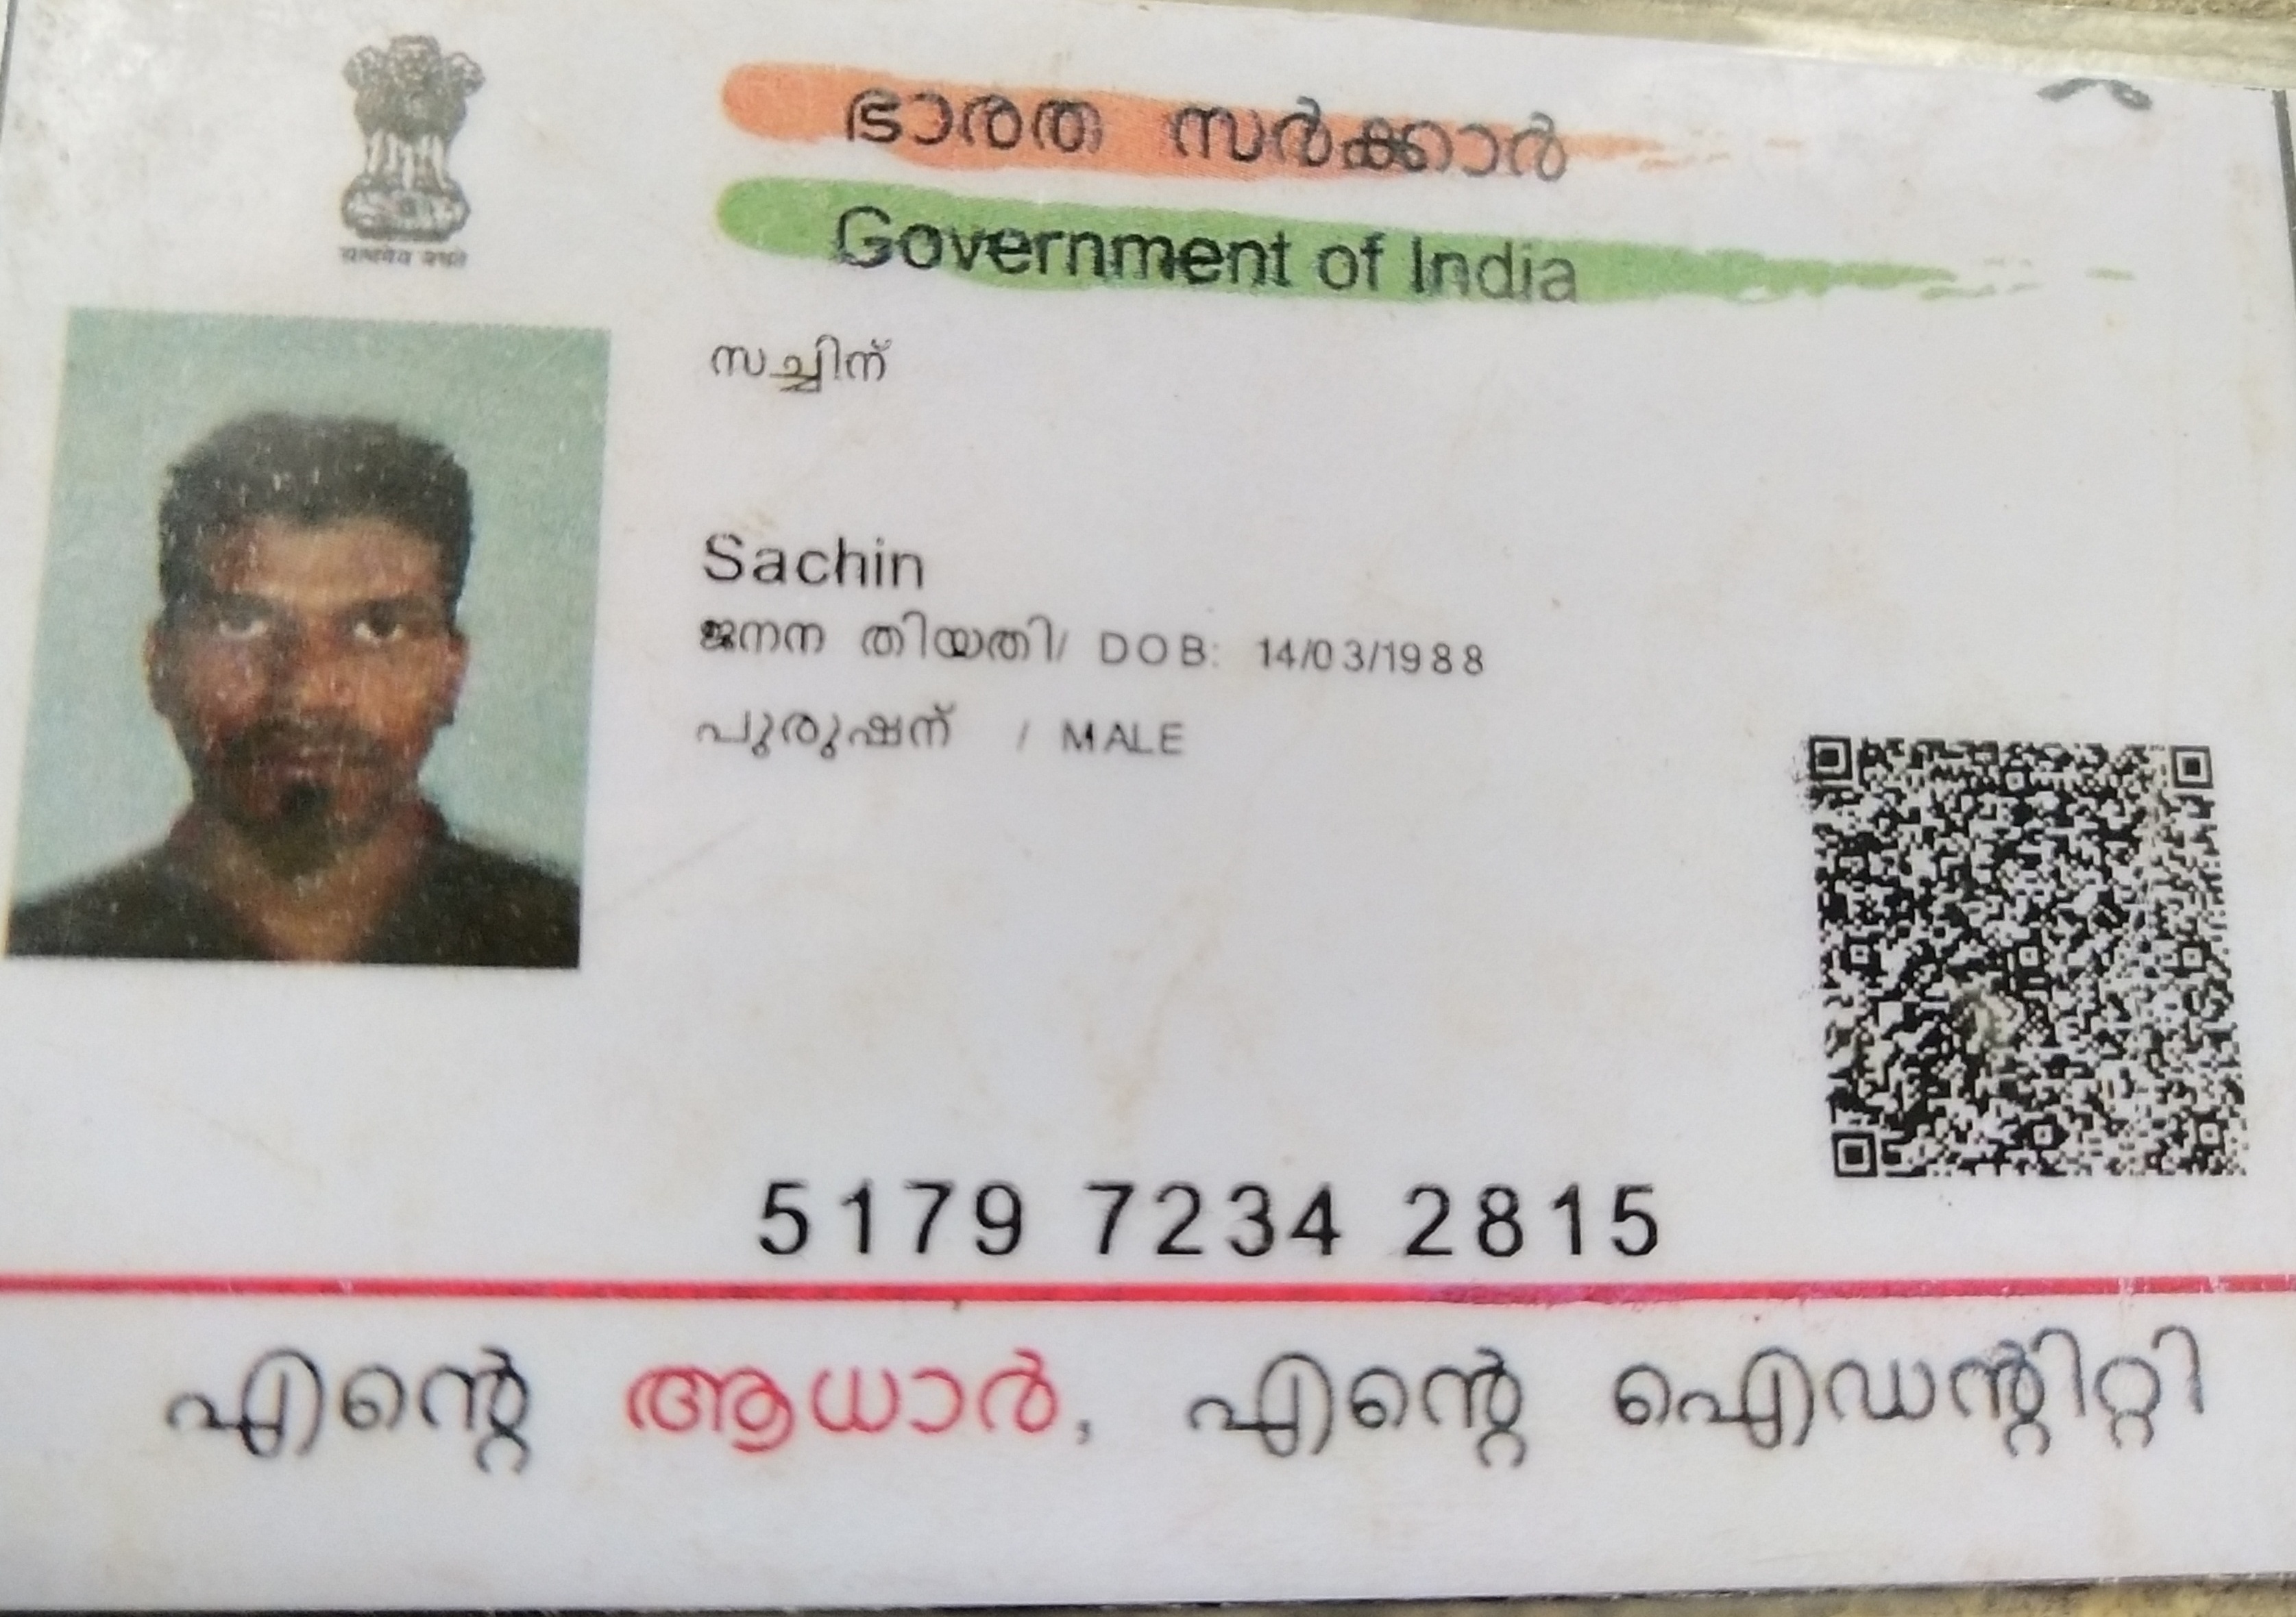 सत्यमेव जयते
ഭാരത സർക്കാർ
Government of India
സച്ചിന്
Sachin
ജനന തിയതി/ DOB: 14/03/1988
പുരുഷന് / MALE
5179 7234 2815
എന്റെ ആധാർ, എന്റെ ഐഡന്റിറ്റി